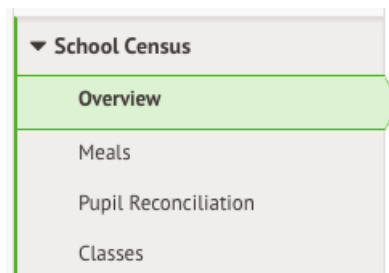 School Census
Overview
Meals
Pupil Reconciliation
Classes